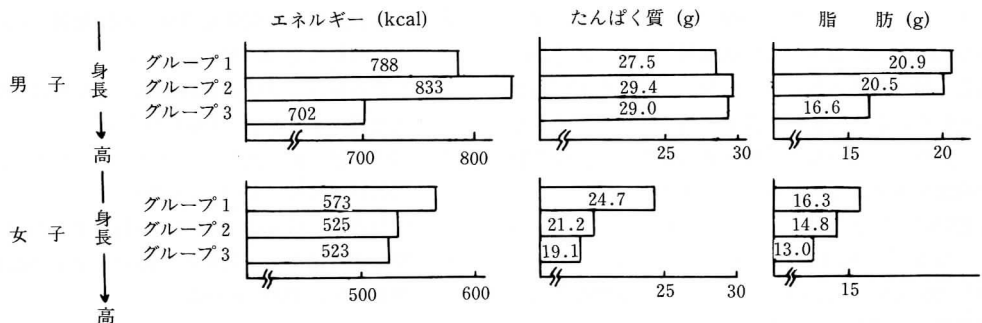 エネルギー (kcal) たんぱく質 (g) 脂 肪 (g)
男 子 身長 高
グループ 1 788 27.5 20.9
グループ 2 833 29.4 20.5
グループ 3 702 29.0 16.6
700 800 25 30 15 20
女 子 身長 高
グループ 1 573 24.7 16.3
グループ 2 525 21.2 14.8
グループ 3 523 19.1 13.0
500 600 25 30 15